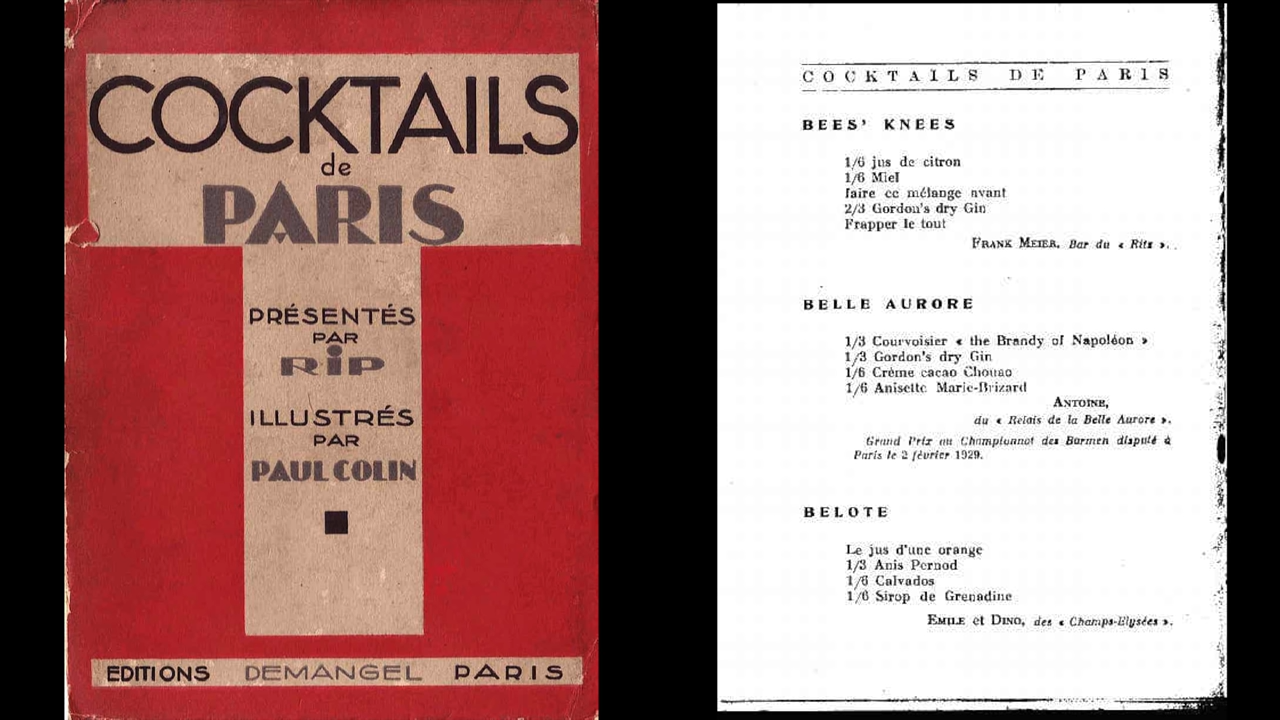 COCKTAILS
de
PARIS
PRÉSENTÉS
PAR
RiP
ILLUSTRÉS
PAR
PAUL COLIN
EDITIONS DEMANGEL PARIS
COCKTAILS DE PARIS
BEES' KNEES
1/6 jus de citron
1/6 Miel
faire ce mélange avant
2/3 Gordon's dry Gin
Frapper le tout
FRANK MEIER, Bar du « Ritz ».
BELLE AURORE
1/3 Courvoisier « the Brandy of Napoléon »
1/3 Gordon's dry Gin
1/6 Crème cacao Chouao
1/6 Anisette Marie-Brizard
ANTOINE,
du « Relais de la Belle Aurore ».
Grand Prix au Championnat des Barmen disputé à
Paris le 2 février 1929.
BELOTE
Le jus d'une orange
1/3 Anis Pernod
1/6 Calvados
1/6 Sirop de Grenadine
EMILE et DINO, des « Champs-Elysées ».